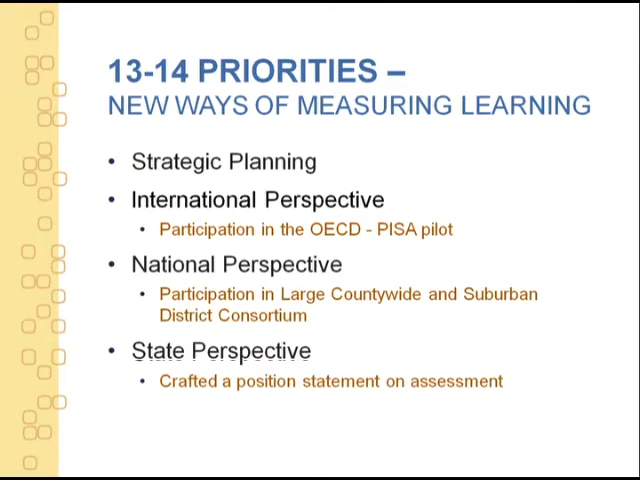 13-14 PRIORITIES –
NEW WAYS OF MEASURING LEARNING
• Strategic Planning
• International Perspective
• Participation in the OECD - PISA pilot
• National Perspective
• Participation in Large Countywide and Suburban
District Consortium
• State Perspective
• Crafted a position statement on assessment